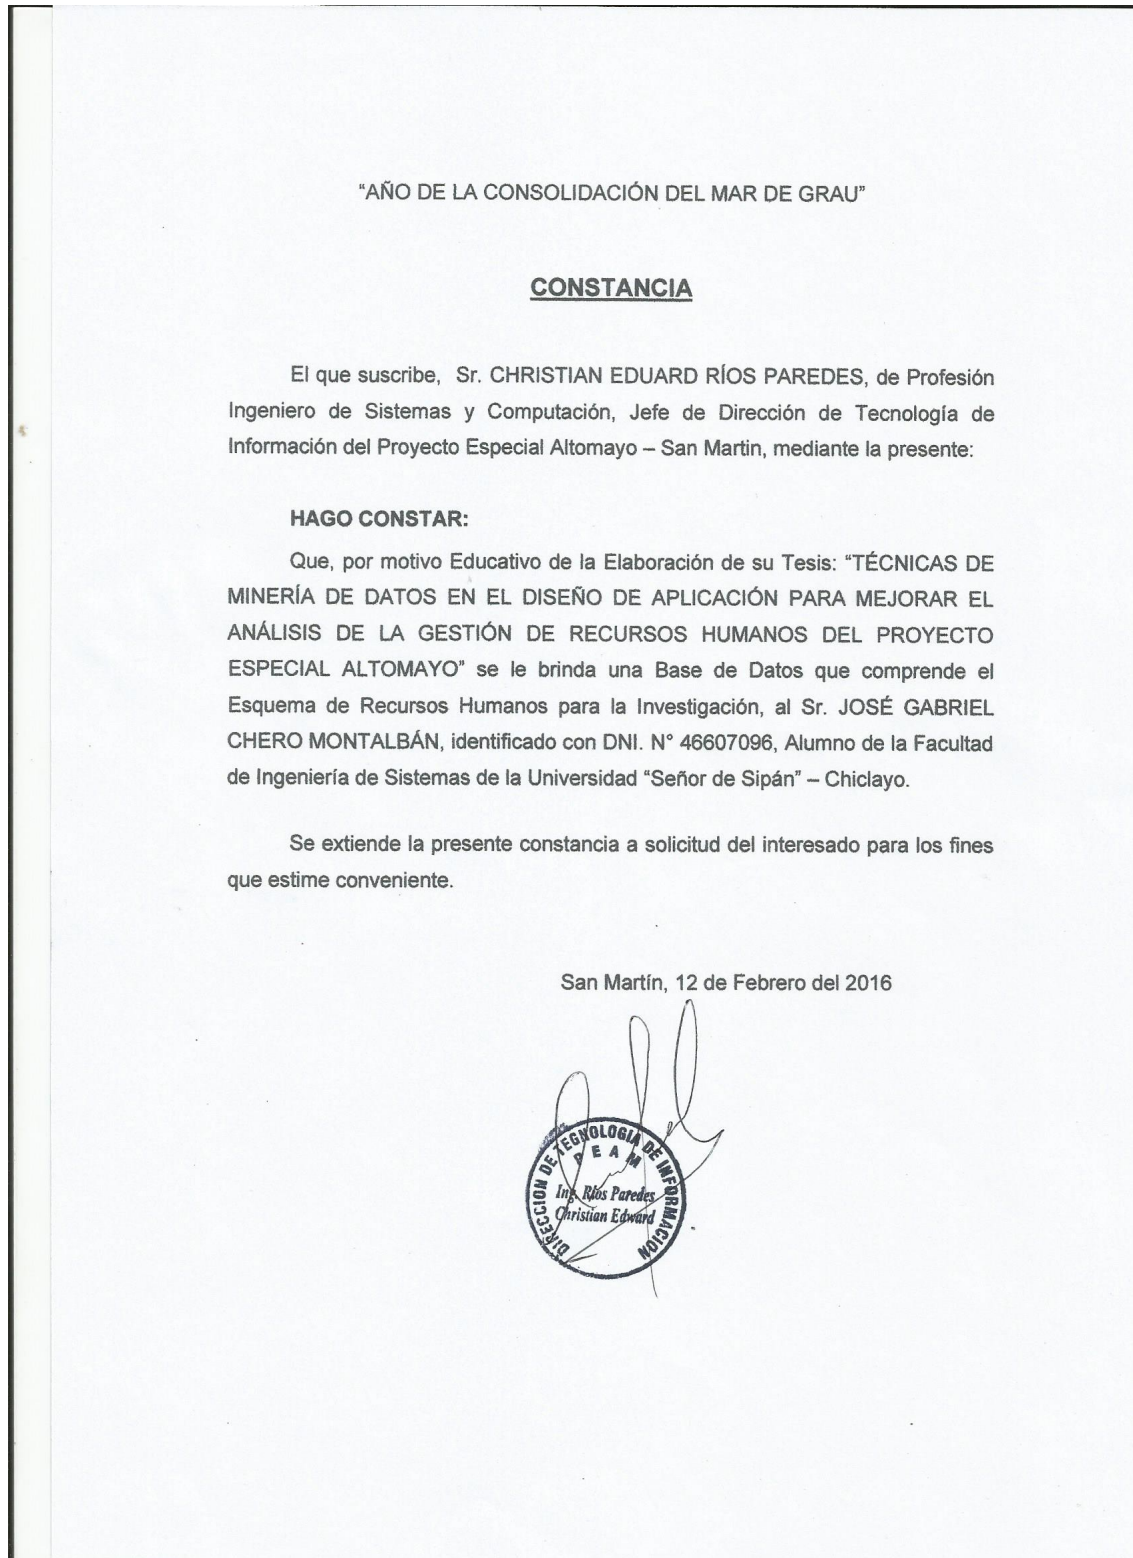 “AÑO DE LA CONSOLIDACIÓN DEL MAR DE GRAU”
CONSTANCIA
El que suscribe, Sr. CHRISTIAN EDUARD RÍOS PAREDES, de Profesión
Ingeniero de Sistemas y Computación, Jefe de Dirección de Tecnología de
Información del Proyecto Especial Altomayo – San Martin, mediante la presente:
HAGO CONSTAR:
Que, por motivo Educativo de la Elaboración de su Tesis: “TÉCNICAS DE
MINERÍA DE DATOS EN EL DISEÑO DE APLICACIÓN PARA MEJORAR EL
ANÁLISIS DE LA GESTIÓN DE RECURSOS HUMANOS DEL PROYECTO
ESPECIAL ALTOMAYO” se le brinda una Base de Datos que comprende el
Esquema de Recursos Humanos para la Investigación, al Sr. JOSÉ GABRIEL
CHERO MONTALBÁN, identificado con DNI. N° 46607096, Alumno de la Facultad
de Ingeniería de Sistemas de la Universidad “Señor de Sipán” – Chiclayo.
Se extiende la presente constancia a solicitud del interesado para los fines
que estime conveniente.
San Martín, 12 de Febrero del 2016
DIRECCION DE TEGNOLOGIA DE INFORMACION
PEAM
Ing. Ríos Paredes
Christian Edward